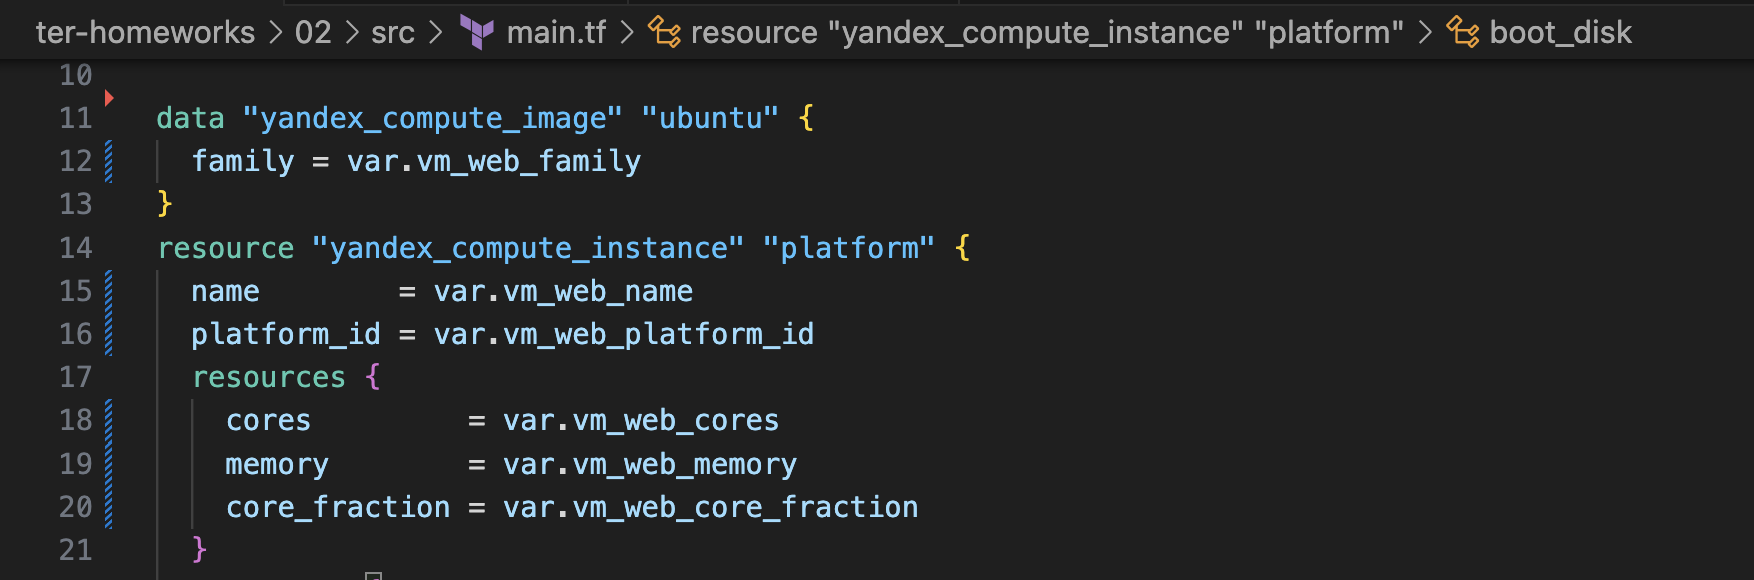 ter-homeworks > 02 > src > main.tf > resource "yandex_compute_instance" "platform" > boot_disk
10
11 data "yandex_compute_image" "ubuntu" {
12 family = var.vm_web_family
13 }
14 resource "yandex_compute_instance" "platform" {
15 name        = var.vm_web_name
16 platform_id = var.vm_web_platform_id
17 resources {
18 cores         = var.vm_web_cores
19 memory        = var.vm_web_memory
20 core_fraction = var.vm_web_core_fraction
21 }